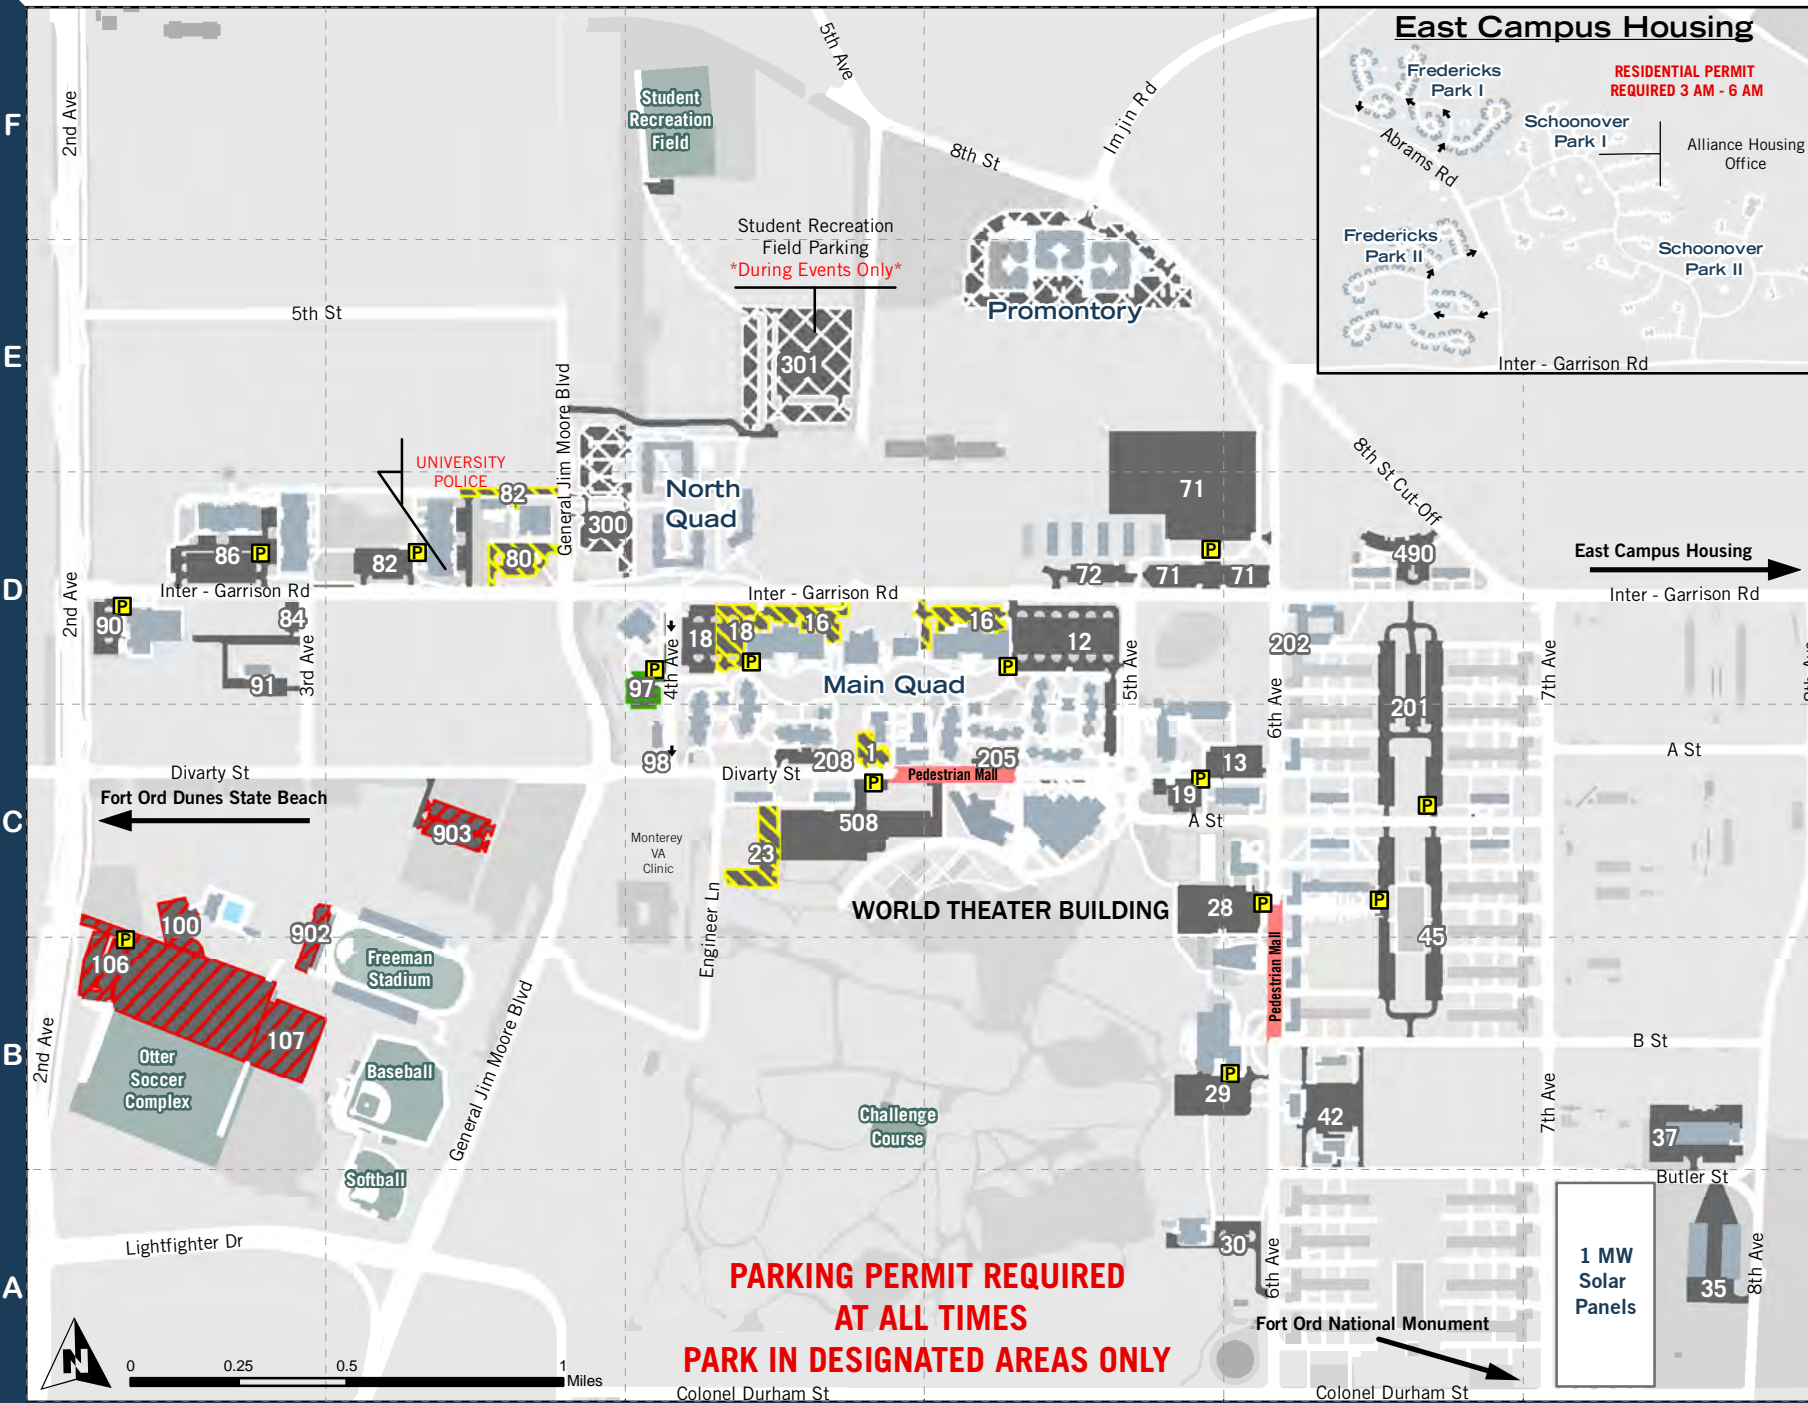 East Campus Housing
RESIDENTIAL PERMIT
REQUIRED 3 AM - 6 AM
Fredericks
Park I
Schoonover
Park I
Alliance Housing
Office
Abrams Rd
Fredericks
Park II
Schoonover
Park II
Inter - Garrison Rd
F
E
D
C
B
A
2nd Ave
5th Ave
Imjin Rd
8th St
Student
Recreation
Field
Student Recreation
Field Parking
*During Events Only*
Promontory
5th St
301
General Jim Moore Blvd
8th St Cut-Off
UNIVERSITY
POLICE
82
North
Quad
71
300
86
P
82
P
80
P
490
East Campus Housing
72
71
71
2nd Ave
Inter - Garrison Rd
Inter - Garrison Rd
Inter - Garrison Rd
P
90
84
18
18
16
16
12
202
P
P
P
97
4th Ave
91
3rd Ave
Main Quad
5th Ave
6th Ave
7th Ave
201
98
208
1
205
13
A St
Divarty St
Divarty St
Pedestrian Mall
P
P
19
P
Fort Ord Dunes State Beach
903
508
A St
Monterey
VA
Clinic
23
Engineer Ln
WORLD THEATER BUILDING
28
P
P
100
902
P
106
45
Freeman
Stadium
Pedestrian Mall
107
General Jim Moore Blvd
2nd Ave
B St
Otter
Soccer
Complex
Baseball
P
29
Challenge
Course
42
7th Ave
37
Softball
Butler St
Lightfighter Dr
30
6th Ave
1 MW
Solar
Panels
35
8th Ave
PARKING PERMIT REQUIRED
AT ALL TIMES
PARK IN DESIGNATED AREAS ONLY
Fort Ord National Monument
N
0 0.25 0.5 1
Miles
Colonel Durham St
Colonel Durham St